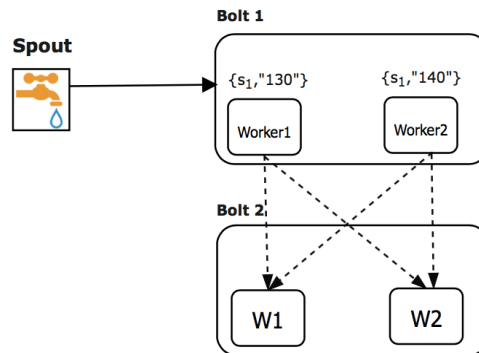 Bolt 1
Spout
{s₁,"130"} {s₁,"140"}
Worker1 Worker2
Bolt 2
W1 W2